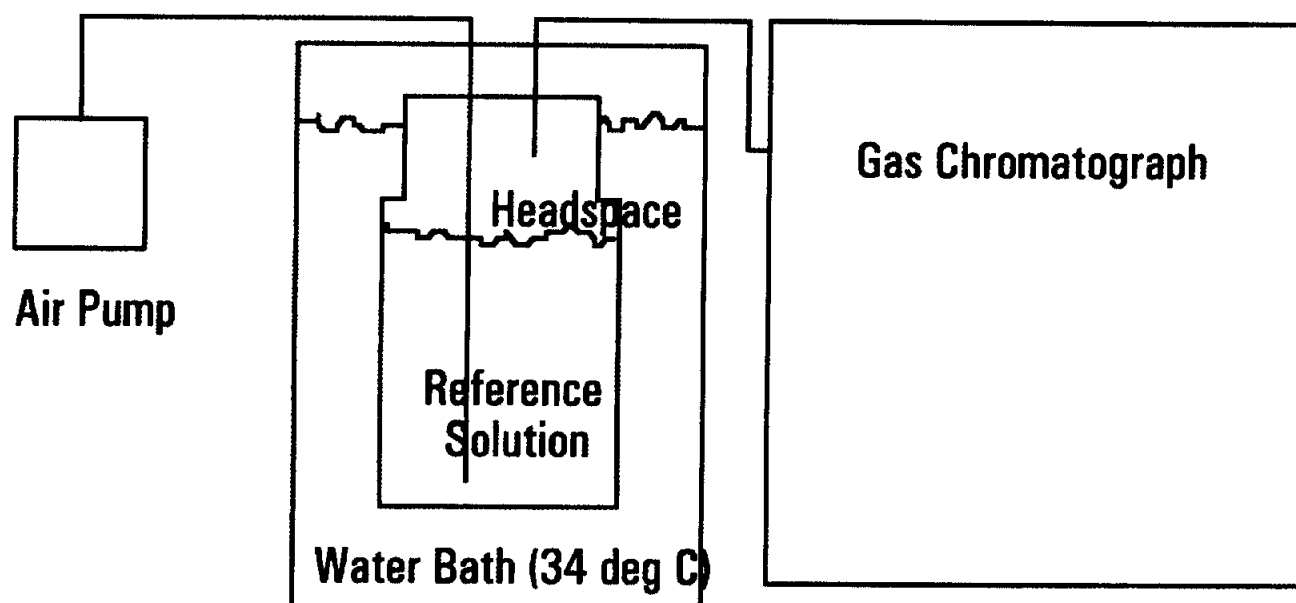 Gas Chromatograph
Headspace
Air Pump
Reference
Solution
Water Bath (34 deg C)